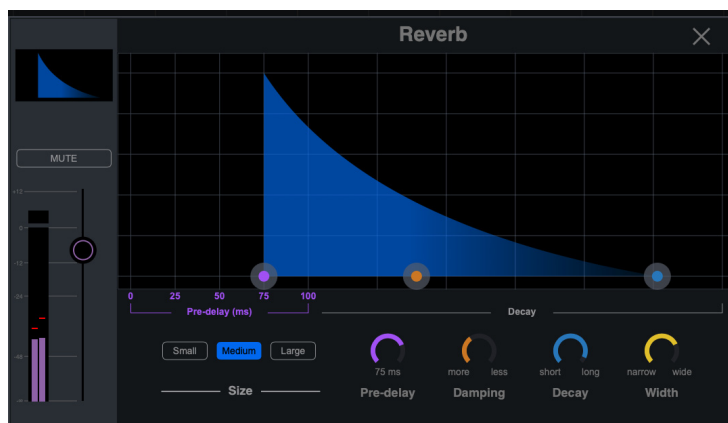 Reverb
MUTE
+12
0
-12
-24
-48
0 25 50 75 100
Pre-delay (ms)
Decay
Small Medium Large
Size
75 ms
Pre-delay
more less
Damping
short long
Decay
narrow wide
Width